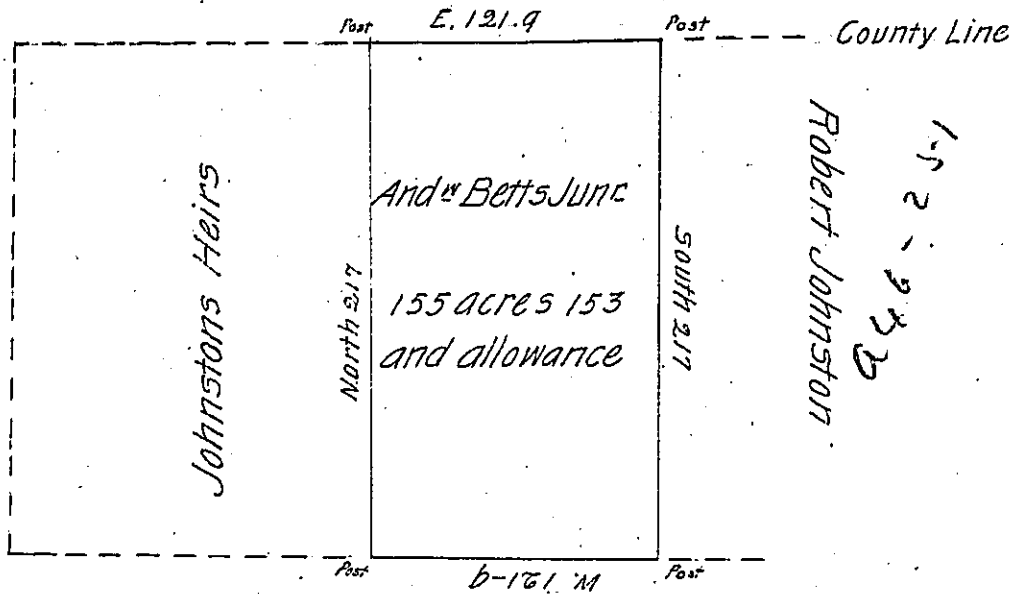 Post E. 121.9 Post County Line
Johnstons Heirs
North 217
Andw Betts Junr
155 acres 153
and allowance
South 217
Robert Johnston
Post W. 121-9 Post